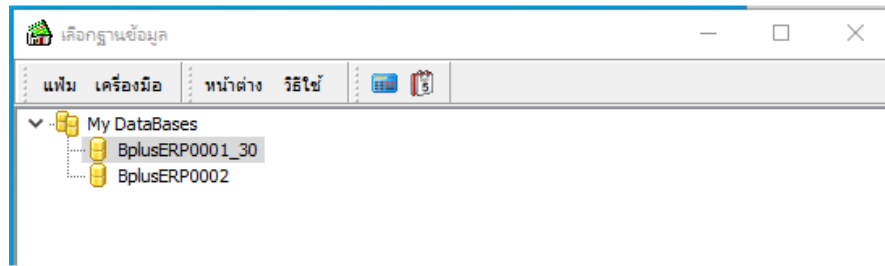 เลือกฐานข้อมูล
แฟ้ม เครื่องมือ หน้าต่าง วิธีใช้ 5
My DataBases
BplusERP0001_30
BplusERP0002